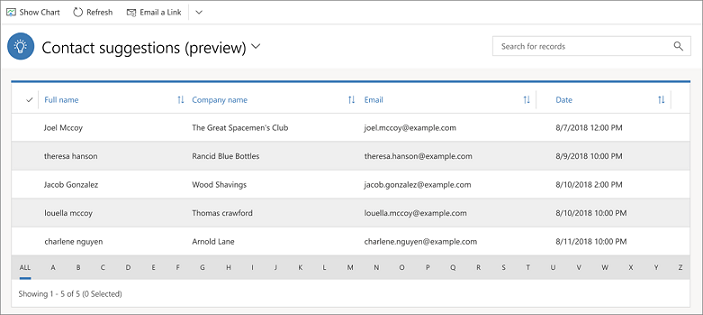 Show Chart Refresh Email a Link
Contact suggestions (preview) Search for records
Full name Company name Email Date
Joel Mccoy The Great Spacemen's Club joel.mccoy@example.com 8/7/2018 12:00 PM
theresa hanson Rancid Blue Bottles theresa.hanson@example.com 8/9/2018 10:00 PM
Jacob Gonzalez Wood Shavings jacob.gonzalez@example.com 8/10/2018 2:00 PM
louella mccoy Thomas crawford louella.mccoy@example.com 8/10/2018 10:00 PM
charlene nguyen Arnold Lane charlene.nguyen@example.com 8/11/2018 10:00 PM
ALL A B C D E F G H I J K L M N O P Q R S T U V W X Y Z
Showing 1 - 5 of 5 (0 Selected)